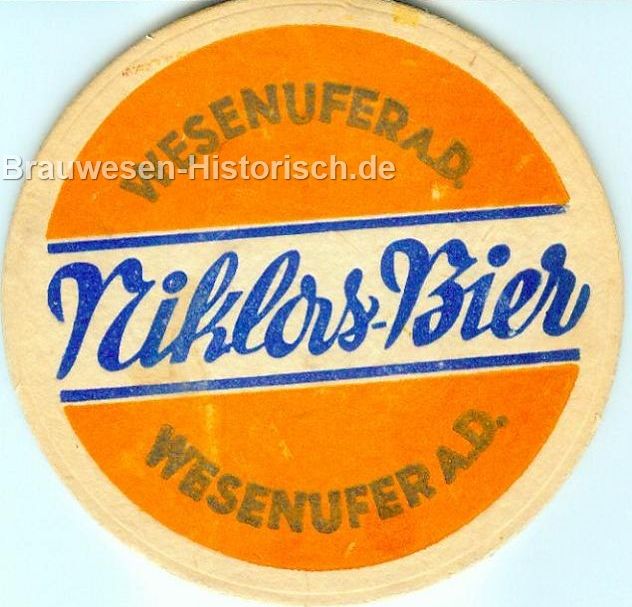 WESENUFER A.D.
Brauwesen-Historisch.de
Niklas-Bier
WESENUFER A.D.